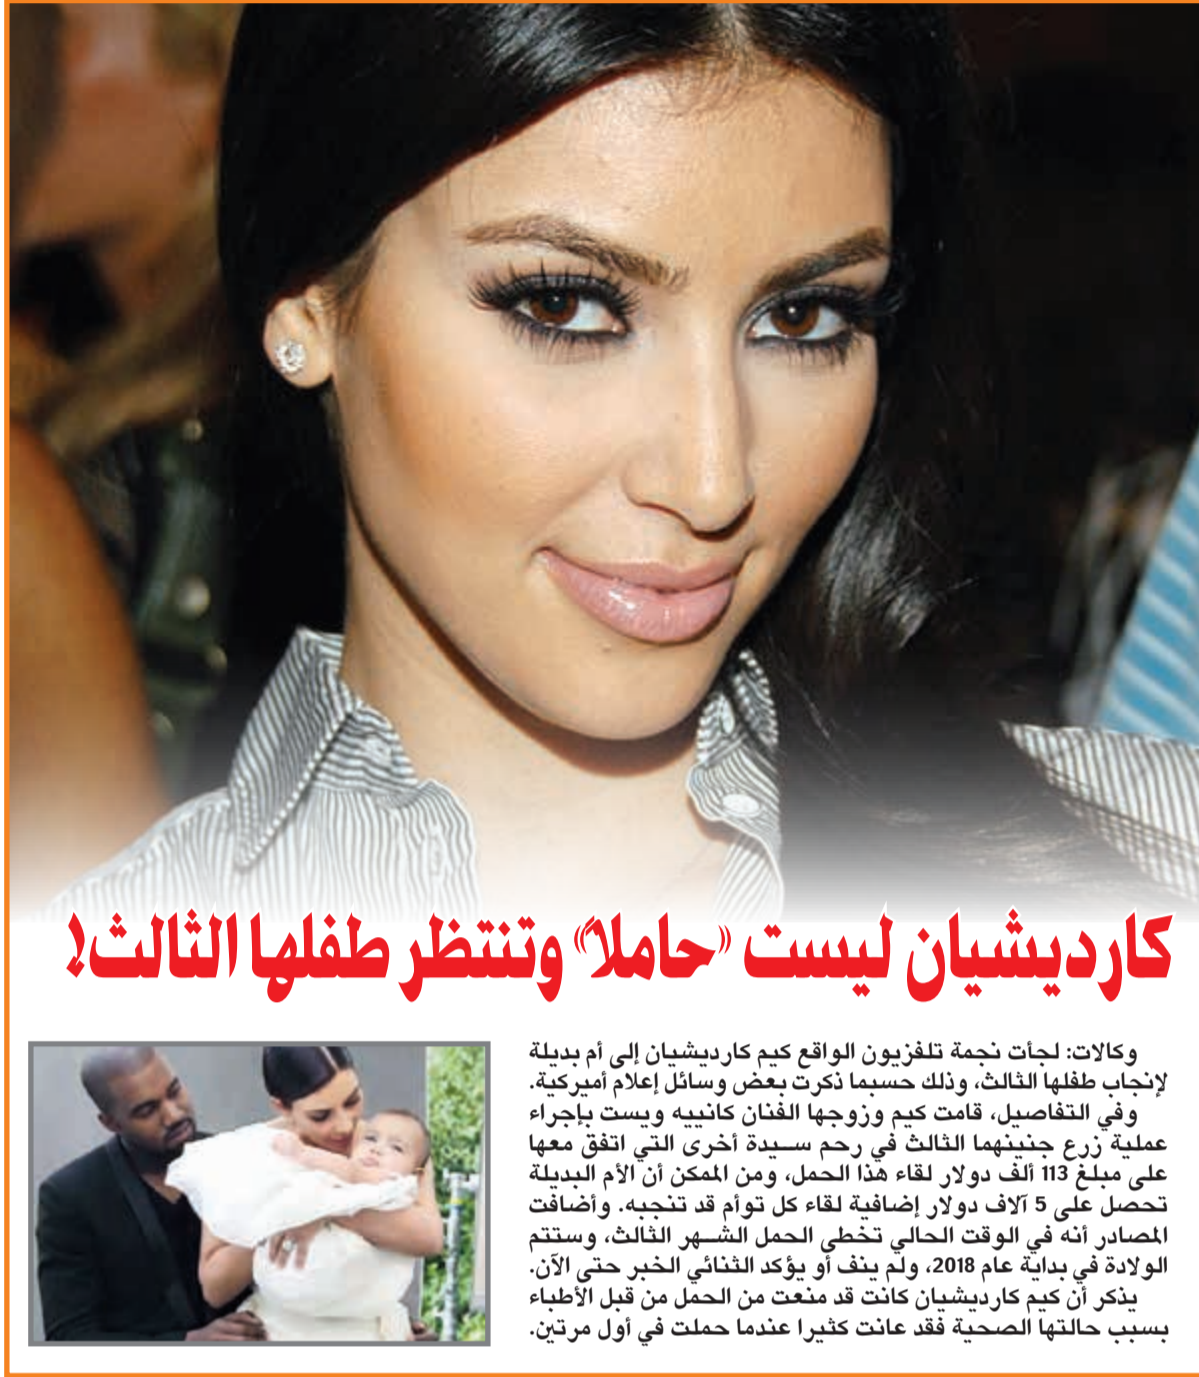 كارديشيان ليست «حاملاً» وتنتظر طفلها الثالث!
وكالات: لجأت نجمة تلفزيون الواقع كيم كارديشيان إلى أم بديلة
لإنجاب طفلها الثالث، وذلك حسبما ذكرت بعض وسائل إعلام أميركية.
وفي التفاصيل، قامت كيم وزوجها الفنان كانييه ويست بإجراء
عملية زرع جنينهما الثالث في رحم سيدة أخرى التي اتفق معها
على مبلغ 113 ألف دولار لقاء هذا الحمل، ومن الممكن أن الأم البديلة
تحصل على 5 آلاف دولار إضافية لقاء كل توأم قد تنجبه. وأضافت
المصادر أنه في الوقت الحالي تخطى الحمل الشهر الثالث، وستتم
الولادة في بداية عام 2018، ولم ينف أو يؤكد الثنائي الخبر حتى الآن.
يذكر أن كيم كارديشيان كانت قد منعت من الحمل من قبل الأطباء
بسبب حالتها الصحية فقد عانت كثيرا عندما حملت في أول مرتين.